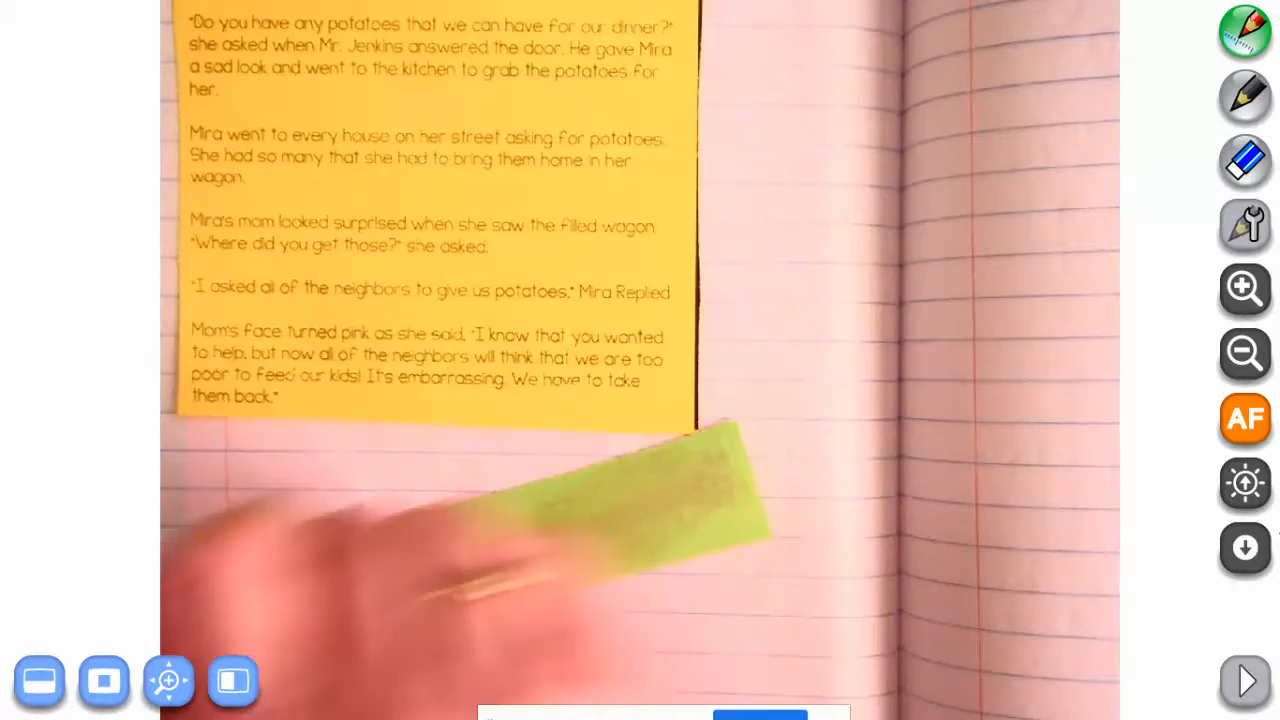 "Do you have any potatoes that we can have for our dinner?"
she asked when Mr. Jenkins answered the door. He gave Mira
a sad look and went to the kitchen to grab the potatoes for
her.
Mira went to every house on her street asking for potatoes.
She had so many that she had to bring them home in her
wagon.
Mira's mom looked surprised when she saw the filled wagon.
"Where did you get those?" she asked.
"I asked all of the neighbors to give us potatoes," Mira Replied
Mom's face turned pink as she said, "I know that you wanted
to help, but now all of the neighbors will think that we are too
poor to feed our kids! It's embarrassing. We have to take
them back."
AF